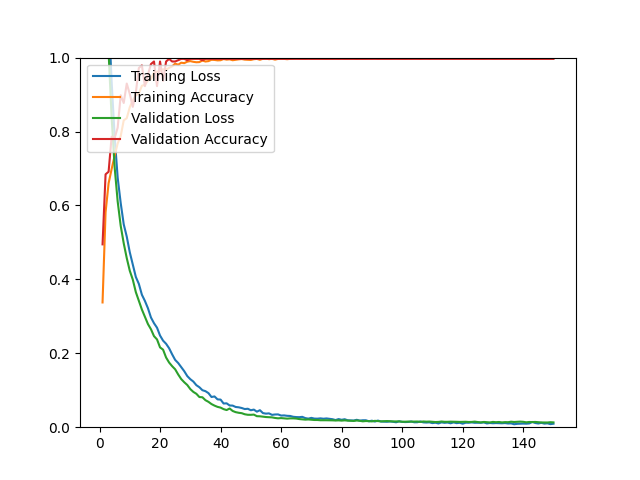 1.0
0.8
0.6
0.4
0.2
0.0
Training Loss
Training Accuracy
Validation Loss
Validation Accuracy
0 20 40 60 80 100 120 140